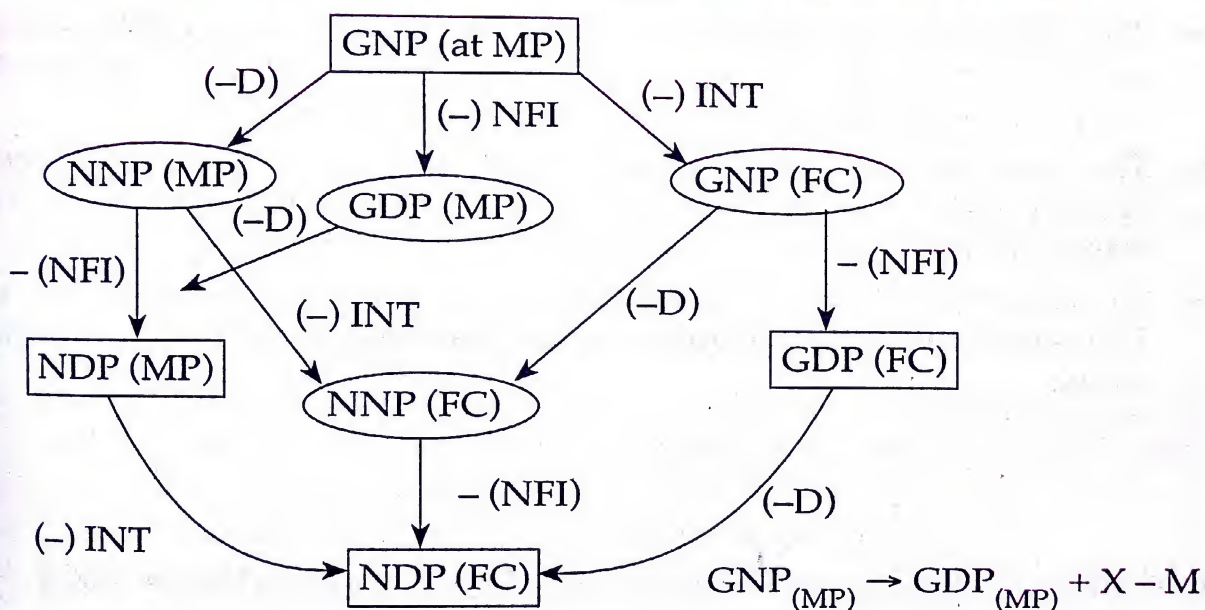 GNP (at MP)
(–D)
(–) NFI
(–) INT
NNP (MP)
GDP (MP)
GNP (FC)
(–D)
– (NFI)
– (NFI)
(–) INT
(–D)
NDP (MP)
GDP (FC)
NNP (FC)
– (NFI)
(–D)
(–) INT
NDP (FC)
GNP(MP) → GDP(MP) + X – M